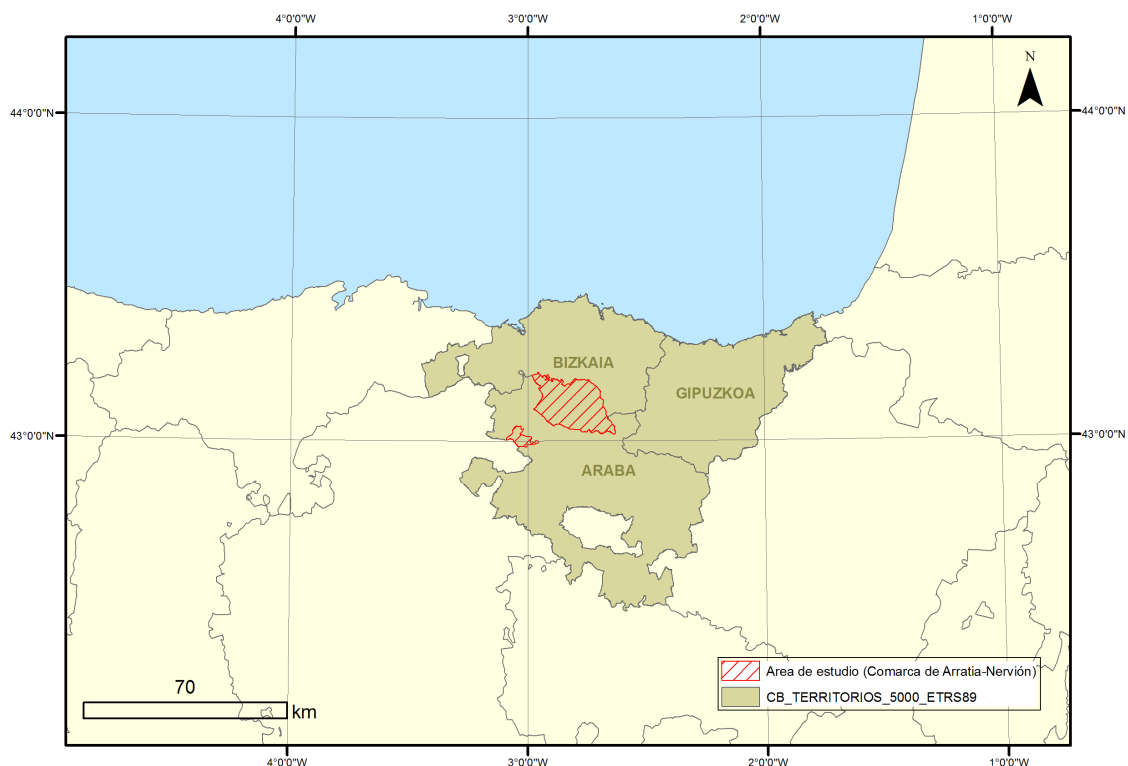 4°0'0"W 3°0'0"W 2°0'0"W 1°0'0"W
N
44°0'0"N 44°0'0"N
BIZKAIA
GIPUZKOA
43°0'0"N 43°0'0"N
ARABA
Area de estudio (Comarca de Arratia-Nervión)
CB_TERRITORIOS_5000_ETRS89
70
km
4°0'0"W 3°0'0"W 2°0'0"W 1°0'0"W